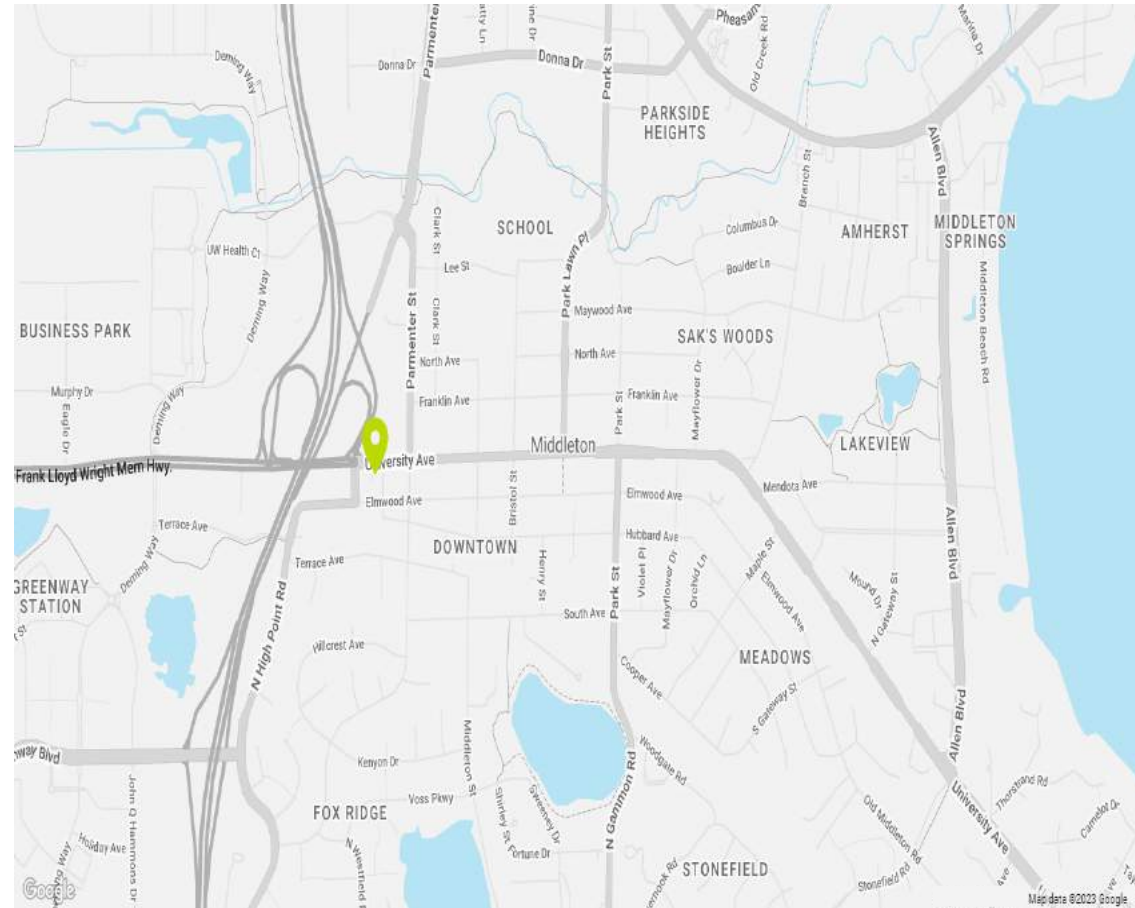 Parmenter
Deming Way
Donna Dr
Donna Dr
Park St
Old Creek Rd
Marina Dr
PARKSIDE
HEIGHTS
Allen Blvd
Branch St
Clark St
SCHOOL
Columbus Dr
AMHERST
MIDDLETON
SPRINGS
UW Health Ct
Lee St
Park Lawn Pl
Boulder Ln
Deming Way
Middleton Beach Rd
BUSINESS PARK
Clark St
Parmenter St
Maywood Ave
SAK'S WOODS
North Ave
North Ave
Murphy Dr
Eagle Dr
Deming Way
Franklin Ave
Park St
Franklin Ave
Mayflower Dr
Middleton
LAKEVIEW
Frank Lloyd Wright Mem Hwy.
Elmwood Ave
Bristol St
Elmwood Ave
Mendota Ave
Terrace Ave
Hubbard Ave
DOWNTOWN
Allen Blvd
Deming Way
Terrace Ave
Henry St
Violet Pl
Mayflower Dr
Orchid Ln
Maple St
Elmwood Ave
Mound Dr
N Gateway St
GREENWAY
STATION
South Ave
Park St
N High Point Rd
Hillcrest Ave
MEADOWS
Cooper Ave
S Gateway St
Allen Blvd
Middleton St
Woodgate Rd
Kenyon Dr
N Gammon Rd
John Q Hammons Dr
Voss Pkwy
Shirley St
Sweeney Dr
FOX RIDGE
Old Middleton Rd
University Ave
Thorstrand Rd
Camelot Dr
Holiday Ave
Fortune Dr
STONEFIELD
Stonefield Rd
Google
Map data ©2023 Google